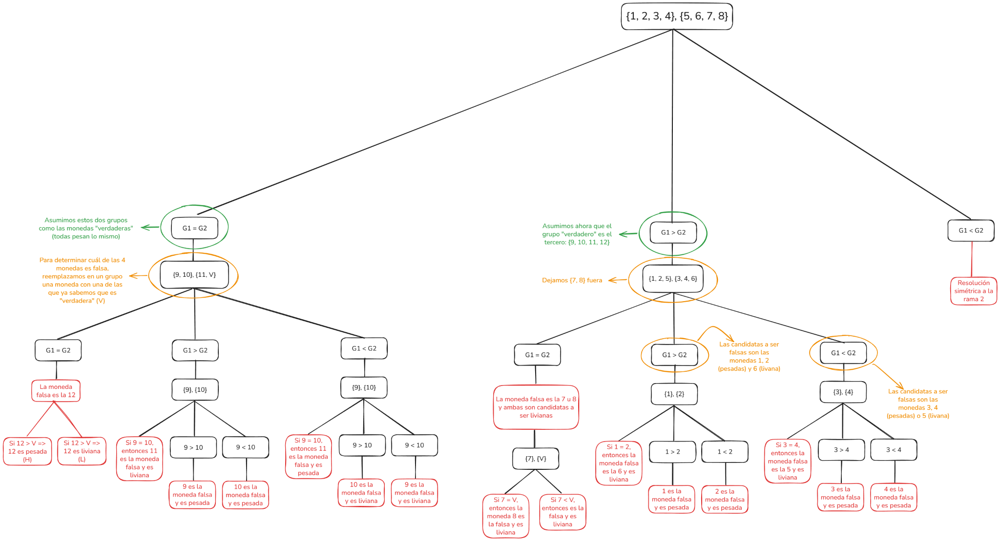 {1, 2, 3, 4}, {5, 6, 7, 8}
Asumimos estos dos grupos
como las monedas "verdaderas"
(todas pesan lo mismo)
G1 = G2
Para determinar cuál de las 4
monedas es falsa,
reemplazamos en un grupo
una moneda con una de las
que ya sabemos que es
"verdadera" (V)
{9, 10}, {11, V}
G1 = G2
La moneda
falsa es la 12
Si 12 > V =>
12 es pesada
(H)
Si 12 > V =>
12 es liviana
(L)
G1 > G2
{9}, {10}
Si 9 = 10,
entonces 11
es la moneda
falsa y es
liviana
9 > 10
9 es la
moneda falsa
y es pesada
9 < 10
10 es la
moneda falsa
y es pesada
G1 < G2
{9}, {10}
Si 9 = 10,
entonces 11
es la moneda
falsa y es
pesada
9 > 10
10 es la
moneda falsa
y es liviana
9 < 10
9 es la
moneda falsa
y es liviana
Asumimos ahora que el
grupo "verdadero" es el
tercero: {9, 10, 11, 12}
G1 > G2
Dejamos {7, 8} fuera
{1, 2, 5}, {3, 4, 6}
G1 = G2
La moneda falsa es la 7 u 8
y ambas son candidatas a
ser livianas
{7}, {V}
Si 7 = V,
entonces la
moneda 8 es
la falsa y es
liviana
Si 7 < V,
entonces es la
falsa y es
liviana
G1 > G2
Las candidatas a ser
falsas son las
monedas 1, 2
(pesadas) y 6 (livana)
{1}, {2}
Si 1 = 2,
entonces la
moneda falsa
es la 6 y es
liviana
1 > 2
1 es la
moneda falsa
y es pesada
1 < 2
2 es la
moneda falsa
y es pesada
G1 < G2
Las candidatas a ser
falsas son las
monedas 3, 4
(pesadas) o 5 (livana)
{3}, {4}
Si 3 = 4,
entonces la
moneda falsa
es la 5 y es
liviana
3 > 4
3 es la
moneda falsa
y es pesada
3 < 4
4 es la
moneda falsa
y es pesada
G1 < G2
Resolución
simétrica a la
rama 2